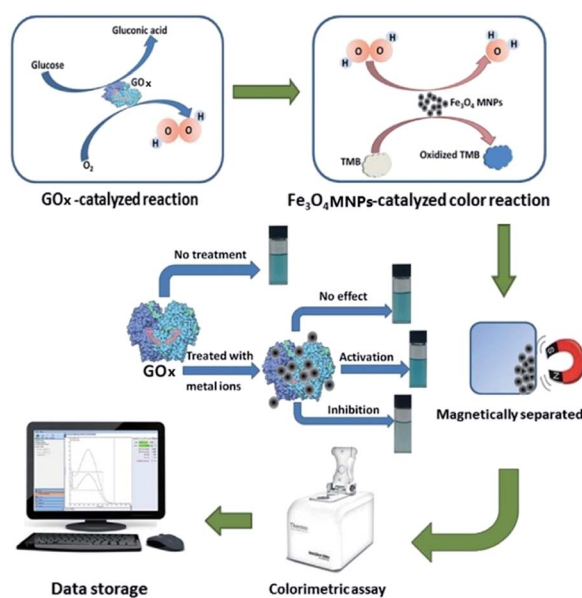 Gluconic acid
Glucose
GOx
O₂
H
O O
H
GOx -catalyzed reaction
H
O O
H
H
O
H
Fe₃O₄ MNPs
TMB
Oxidized TMB
Fe₃O₄MNPs-catalyzed color reaction
No treatment
GOx
Treated with
metal ions
No effect
Activation
Inhibition
S
N
Magnetically separated
Thermo
Colorimetric assay
Data storage